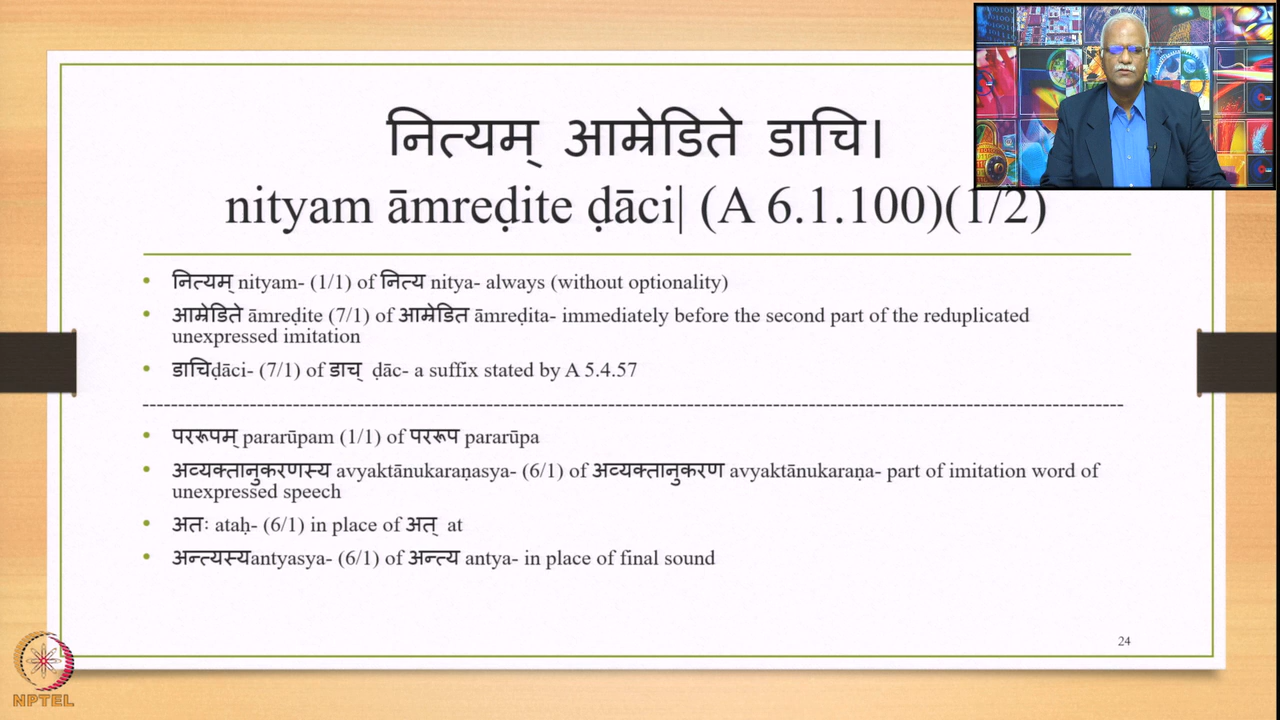 नित्यम् आम्रेडिते डाचि।
nityam āmreḍite ḍāci| (A 6.1.100)(1/2)
• नित्यम् nityam- (1/1) of नित्य nitya- always (without optionality)
• आम्रेडिते āmreḍite (7/1) of आम्रेडित āmreḍita- immediately before the second part of the reduplicated
unexpressed imitation
• डाचिḍāci- (7/1) of डाच् ḍāc- a suffix stated by A 5.4.57
• पररूपम् pararūpam (1/1) of पररूप pararūpa
• अव्यक्तानुकरणस्य avyaktānukaraṇasya- (6/1) of अव्यक्तानुकरण avyaktānukaraṇa- part of imitation word of
unexpressed speech
• अतः ataḥ- (6/1) in place of अत् at
• अन्त्यस्यantyasya- (6/1) of अन्त्य antya- in place of final sound
24
NPTEL